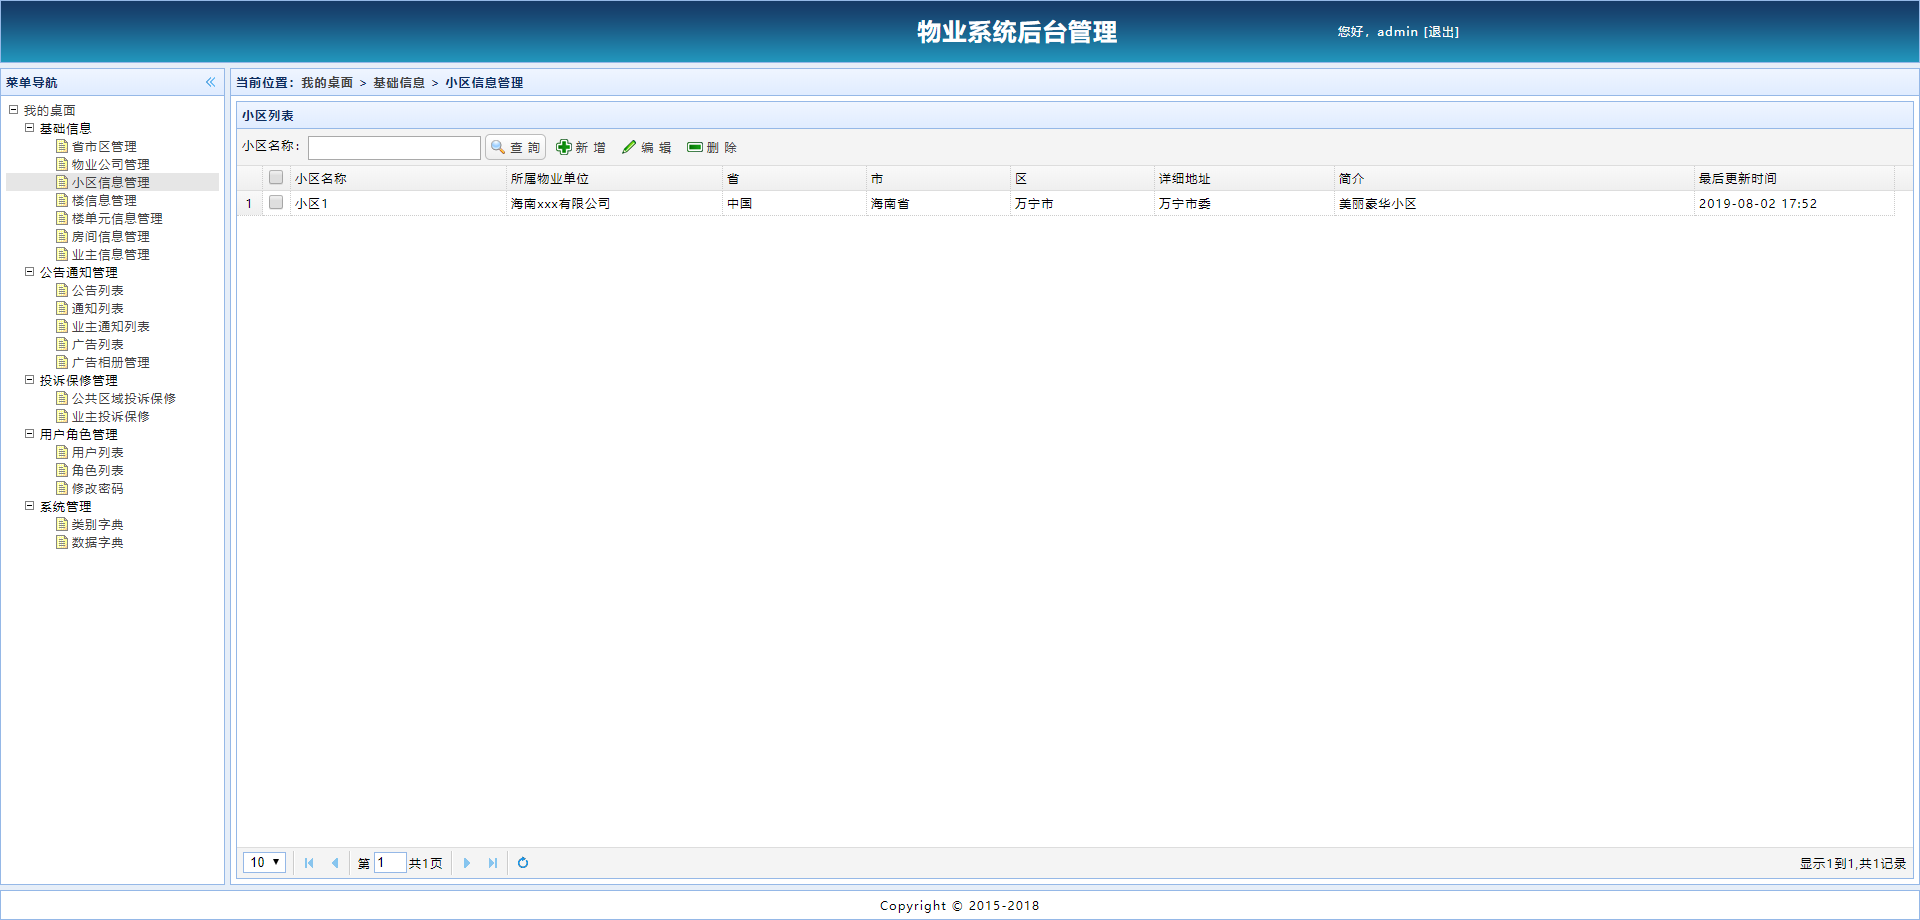 物业系统后台管理
您好，admin [退出]
菜单导航
我的桌面
基础信息
省市区管理
物业公司管理
小区信息管理
楼信息管理
楼单元信息管理
房间信息管理
业主信息管理
公告通知管理
公告列表
通知列表
业主通知列表
广告列表
广告相册管理
投诉保修管理
公共区域投诉保修
业主投诉保修
用户角色管理
用户列表
角色列表
修改密码
系统管理
类别字典
数据字典
当前位置：我的桌面 > 基础信息 > 小区信息管理
小区列表
小区名称： 查 詢 新 增 编 辑 删 除
小区名称 所属物业单位 省 市 区 详细地址 简介 最后更新时间
1 小区1 海南xxx有限公司 中国 海南省 万宁市 万宁市委 美丽豪华小区 2019-08-02 17:52
10 第 1 共1页 显示1到1,共1记录
Copyright © 2015-2018